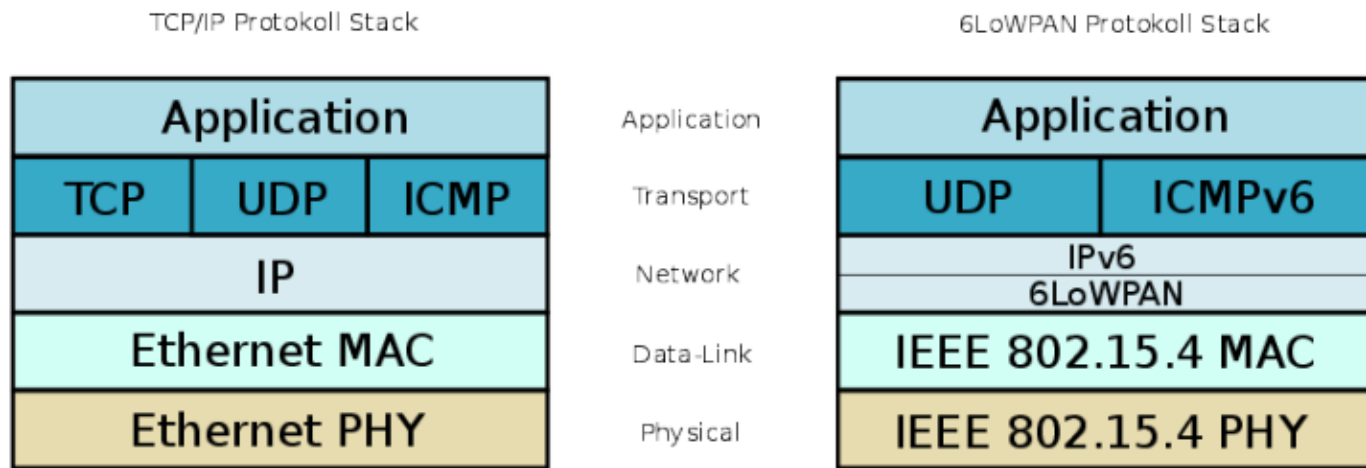 TCP/IP Protokoll Stack
6LoWPAN Protokoll Stack
Application
Application
Application
TCP
UDP
ICMP
Transport
UDP
ICMPv6
IP
Network
IPv6
6LoWPAN
Ethernet MAC
Data-Link
IEEE 802.15.4 MAC
Ethernet PHY
Physical
IEEE 802.15.4 PHY